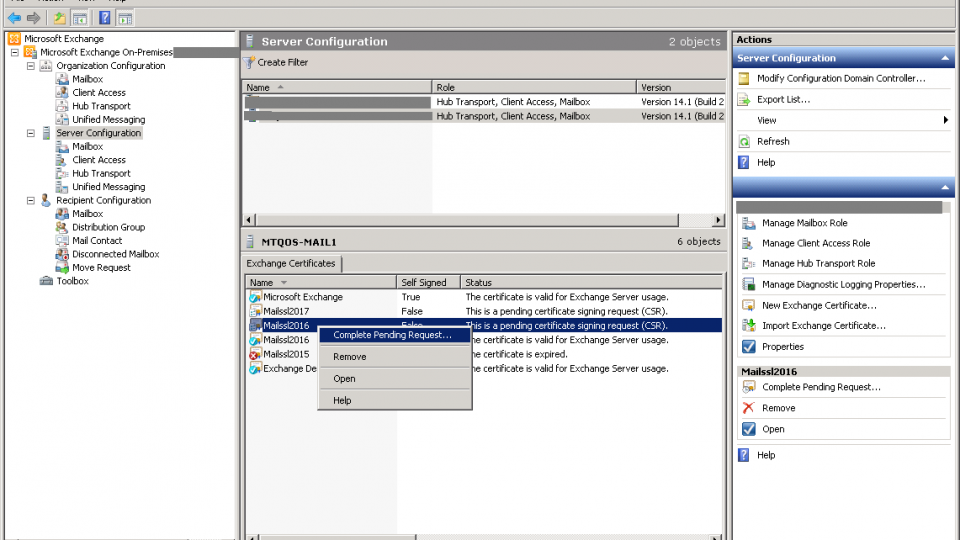 Microsoft Exchange
Microsoft Exchange On-Premises
Organization Configuration
Mailbox
Client Access
Hub Transport
Unified Messaging
Server Configuration
Mailbox
Client Access
Hub Transport
Unified Messaging
Recipient Configuration
Mailbox
Distribution Group
Mail Contact
Disconnected Mailbox
Move Request
Toolbox
Server Configuration 2 objects
Create Filter
Name Role Version
Hub Transport, Client Access, Mailbox Version 14.1 (Build 2
Hub Transport, Client Access, Mailbox Version 14.1 (Build 2
MTQOS-MAIL1 6 objects
Exchange Certificates
Name Self Signed Status
Microsoft Exchange True The certificate is valid for Exchange Server usage.
Mailssl2017 False This is a pending certificate signing request (CSR).
Mailssl2016 False This is a pending certificate signing request (CSR).
Mailssl2016 he certificate is valid for Exchange Server usage.
Mailssl2015 he certificate is expired.
Exchange De he certificate is valid for Exchange Server usage.
Complete Pending Request...
Remove
Open
Help
Actions
Server Configuration
Modify Configuration Domain Controller...
Export List...
View
Refresh
Help
Manage Mailbox Role
Manage Client Access Role
Manage Hub Transport Role
Manage Diagnostic Logging Properties...
New Exchange Certificate...
Import Exchange Certificate...
Properties
Mailssl2016
Complete Pending Request...
Remove
Open
Help